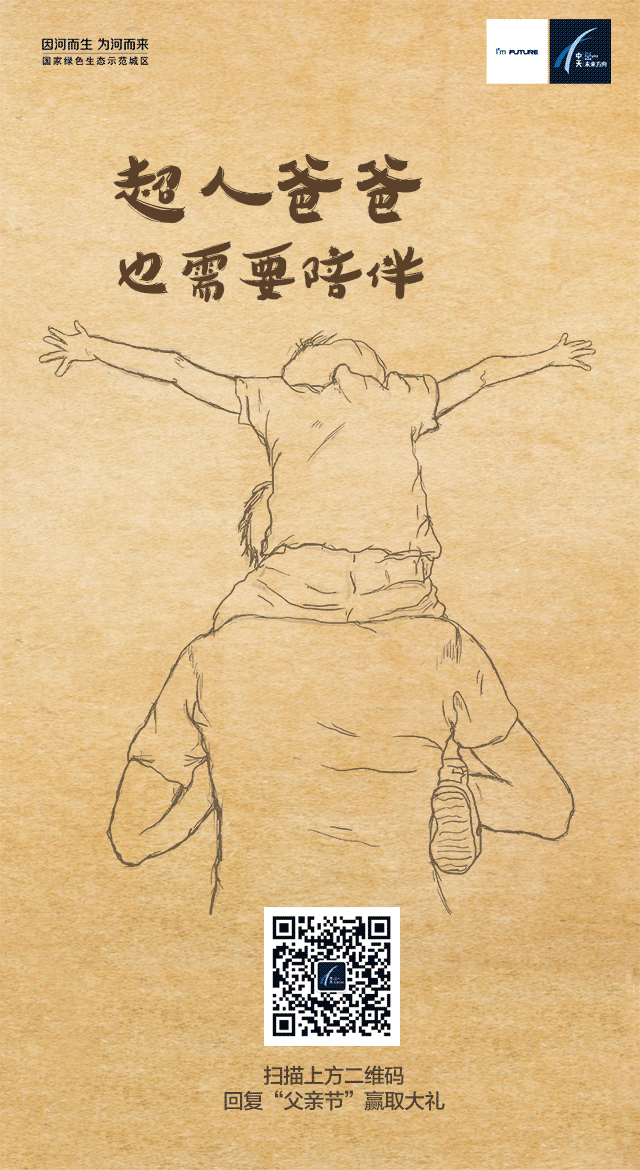 因河而生 为河而来
国家绿色生态示范城区
I'm FUTURE
中天
未来方舟
超人爸爸
也需要陪伴
扫描上方二维码
回复“父亲节”赢取大礼